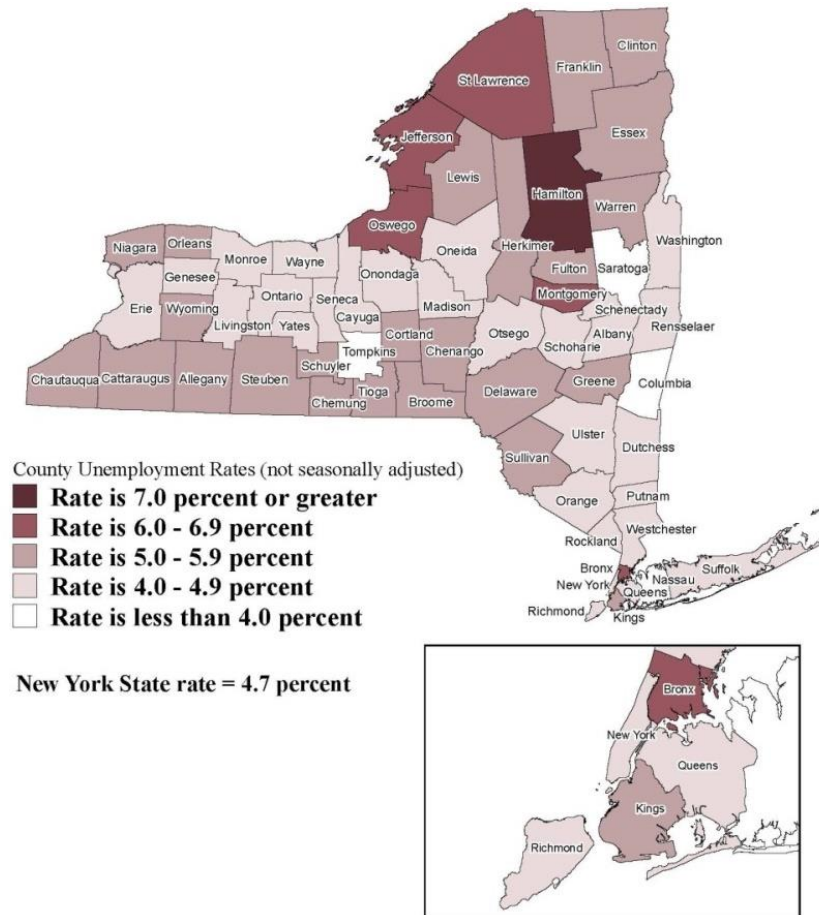 Clinton
Franklin
St Lawrence
Jefferson
Essex
Lewis
Hamilton
Warren
Oswego
Washington
Niagara
Orleans
Monroe
Wayne
Oneida
Herkimer
Saratoga
Genesee
Onondaga
Fulton
Erie
Wyoming
Ontario
Seneca
Madison
Montgomery
Livingston
Yates
Cayuga
Schenectady
Otsego
Albany
Rensselaer
Cortland
Schoharie
Tompkins
Chenango
Chautauqua
Cattaraugus
Allegany
Steuben
Schuyler
Tioga
Delaware
Greene
Columbia
Chemung
Broome
Ulster
Dutchess
Sullivan
Orange
Putnam
Rockland
Westchester
Bronx
New York
Nassau
Suffolk
Queens
Richmond
Kings
County Unemployment Rates (not seasonally adjusted)
Rate is 7.0 percent or greater
Rate is 6.0 - 6.9 percent
Rate is 5.0 - 5.9 percent
Rate is 4.0 - 4.9 percent
Rate is less than 4.0 percent
New York State rate = 4.7 percent
Bronx
New York
Queens
Kings
Richmond